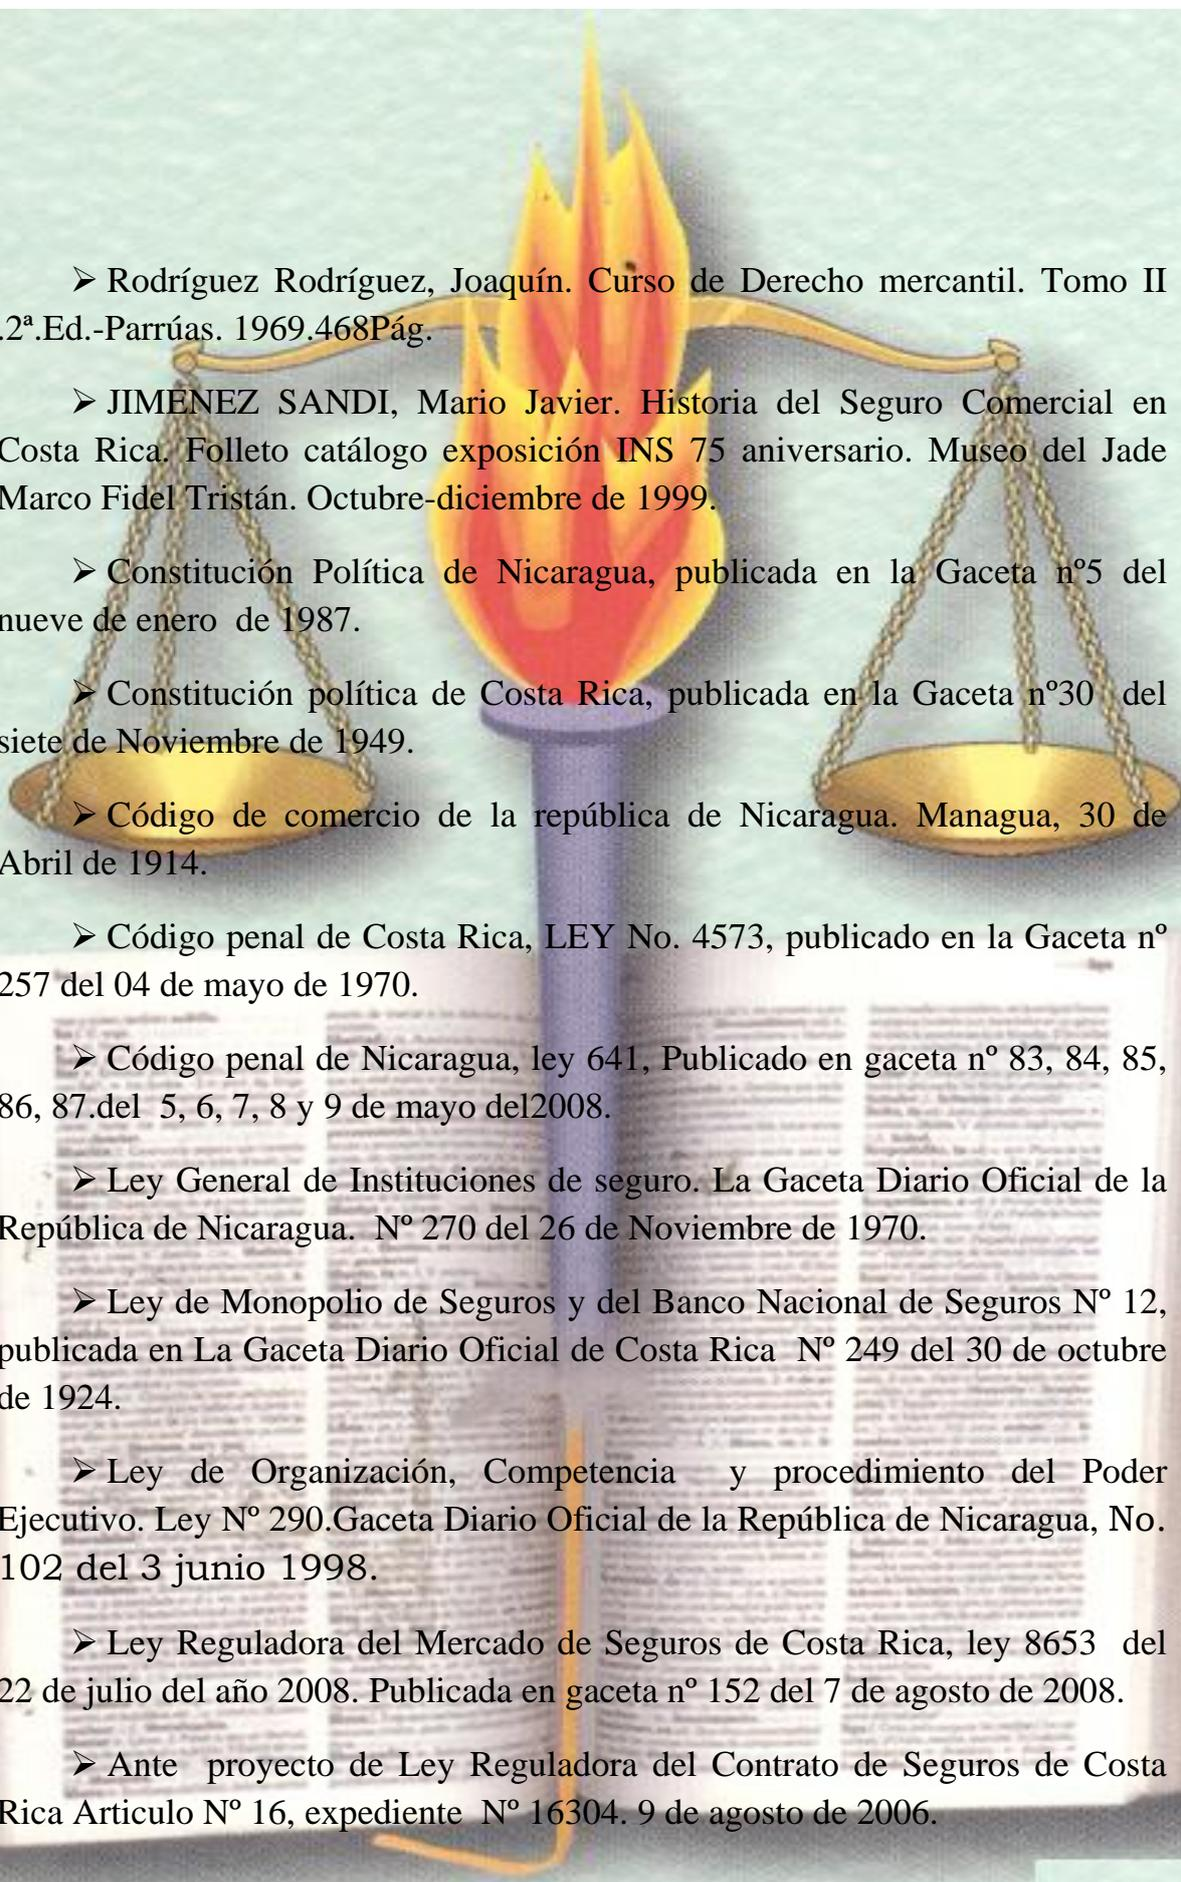 ➢ Rodríguez Rodríguez, Joaquín. Curso de Derecho mercantil. Tomo II
.2ª.Ed.-Parrúas. 1969.468Pág.
➢ JIMENEZ SANDI, Mario Javier. Historia del Seguro Comercial en
Costa Rica. Folleto catálogo exposición INS 75 aniversario. Museo del Jade
Marco Fidel Tristán. Octubre-diciembre de 1999.
➢ Constitución Política de Nicaragua, publicada en la Gaceta nº5 del
nueve de enero de 1987.
➢ Constitución política de Costa Rica, publicada en la Gaceta nº30 del
siete de Noviembre de 1949.
➢ Código de comercio de la república de Nicaragua. Managua, 30 de
Abril de 1914.
➢ Código penal de Costa Rica, LEY No. 4573, publicado en la Gaceta nº
257 del 04 de mayo de 1970.
➢ Código penal de Nicaragua, ley 641, Publicado en gaceta nº 83, 84, 85,
86, 87.del 5, 6, 7, 8 y 9 de mayo del2008.
➢ Ley General de Instituciones de seguro. La Gaceta Diario Oficial de la
República de Nicaragua. Nº 270 del 26 de Noviembre de 1970.
➢ Ley de Monopolio de Seguros y del Banco Nacional de Seguros Nº 12,
publicada en La Gaceta Diario Oficial de Costa Rica Nº 249 del 30 de octubre
de 1924.
➢ Ley de Organización, Competencia y procedimiento del Poder
Ejecutivo. Ley Nº 290.Gaceta Diario Oficial de la República de Nicaragua, No.
102 del 3 junio 1998.
➢ Ley Reguladora del Mercado de Seguros de Costa Rica, ley 8653 del
22 de julio del año 2008. Publicada en gaceta nº 152 del 7 de agosto de 2008.
➢ Ante proyecto de Ley Reguladora del Contrato de Seguros de Costa
Rica Articulo Nº 16, expediente Nº 16304. 9 de agosto de 2006.